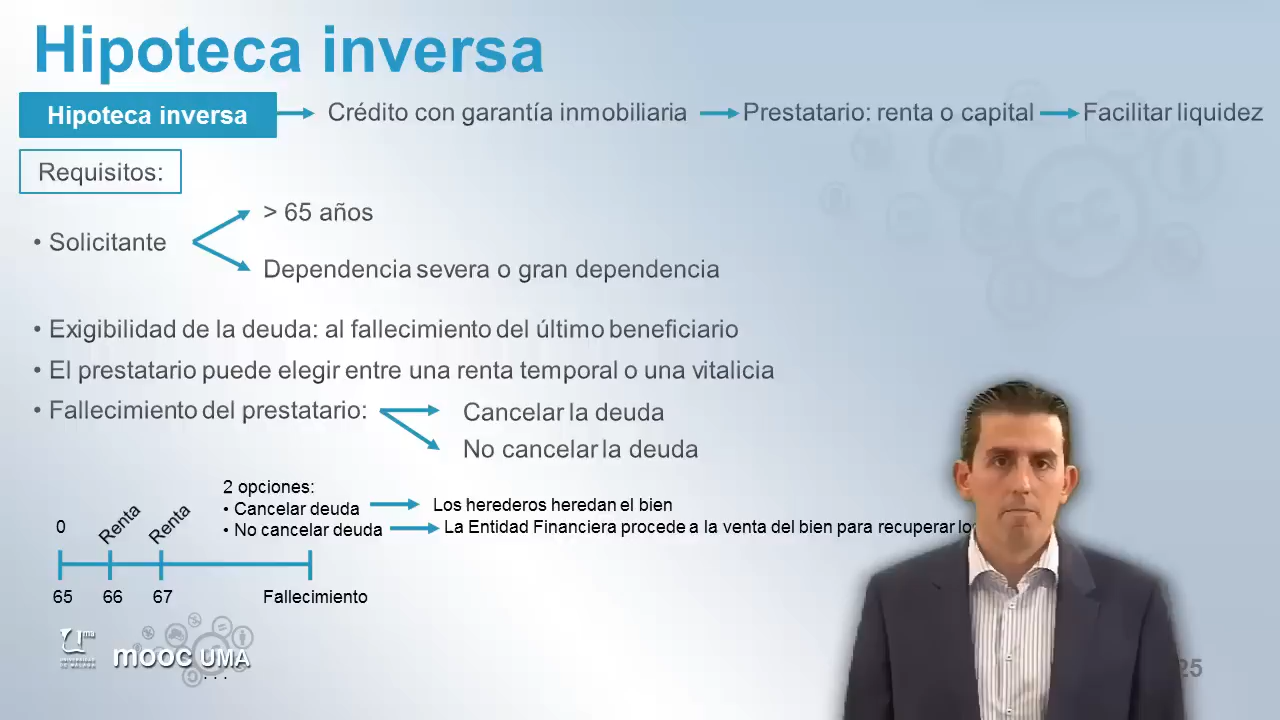 Hipoteca inversa
Hipoteca inversa Crédito con garantía inmobiliaria Prestatario: renta o capital Facilitar liquidez
Requisitos:
> 65 años
• Solicitante
Dependencia severa o gran dependencia
• Exigibilidad de la deuda: al fallecimiento del último beneficiario
• El prestatario puede elegir entre una renta temporal o una vitalicia
• Fallecimiento del prestatario: Cancelar la deuda
No cancelar la deuda
2 opciones:
• Cancelar deuda Los herederos heredan el bien
• No cancelar deuda La Entidad Financiera procede a la venta del bien para recuperar
0 Renta Renta
65 66 67 Fallecimiento
uma
mooc UMA
...
25